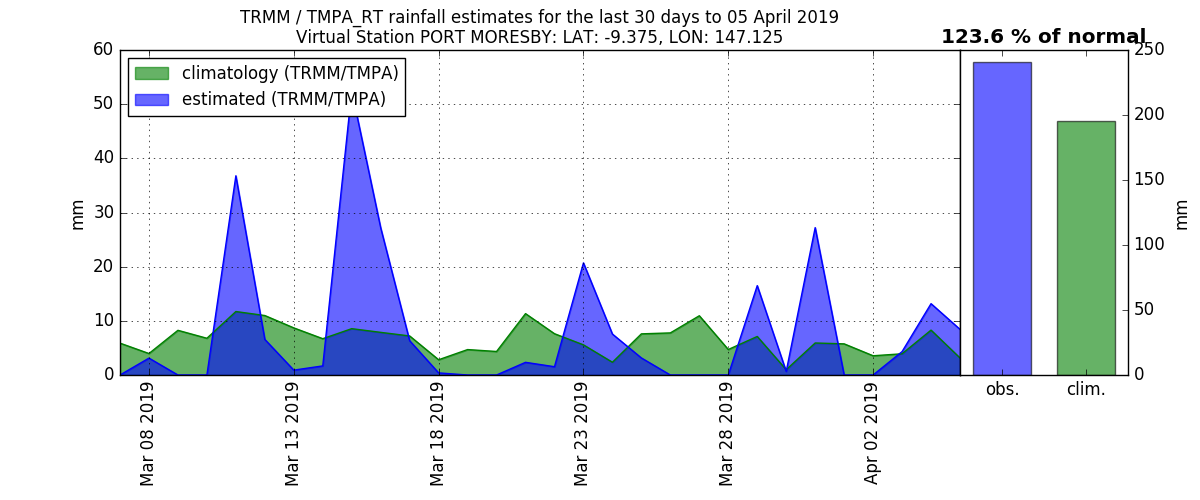 TRMM / TMPA_RT rainfall estimates for the last 30 days to 05 April 2019
Virtual Station PORT MORESBY: LAT: -9.375, LON: 147.125
123.6 % of normal
climatology (TRMM/TMPA)
estimated (TRMM/TMPA)
60
50
40
30
20
10
0
mm
Mar 08 2019
Mar 13 2019
Mar 18 2019
Mar 23 2019
Mar 28 2019
Apr 02 2019
obs.
clim.
250
200
150
100
50
0
mm